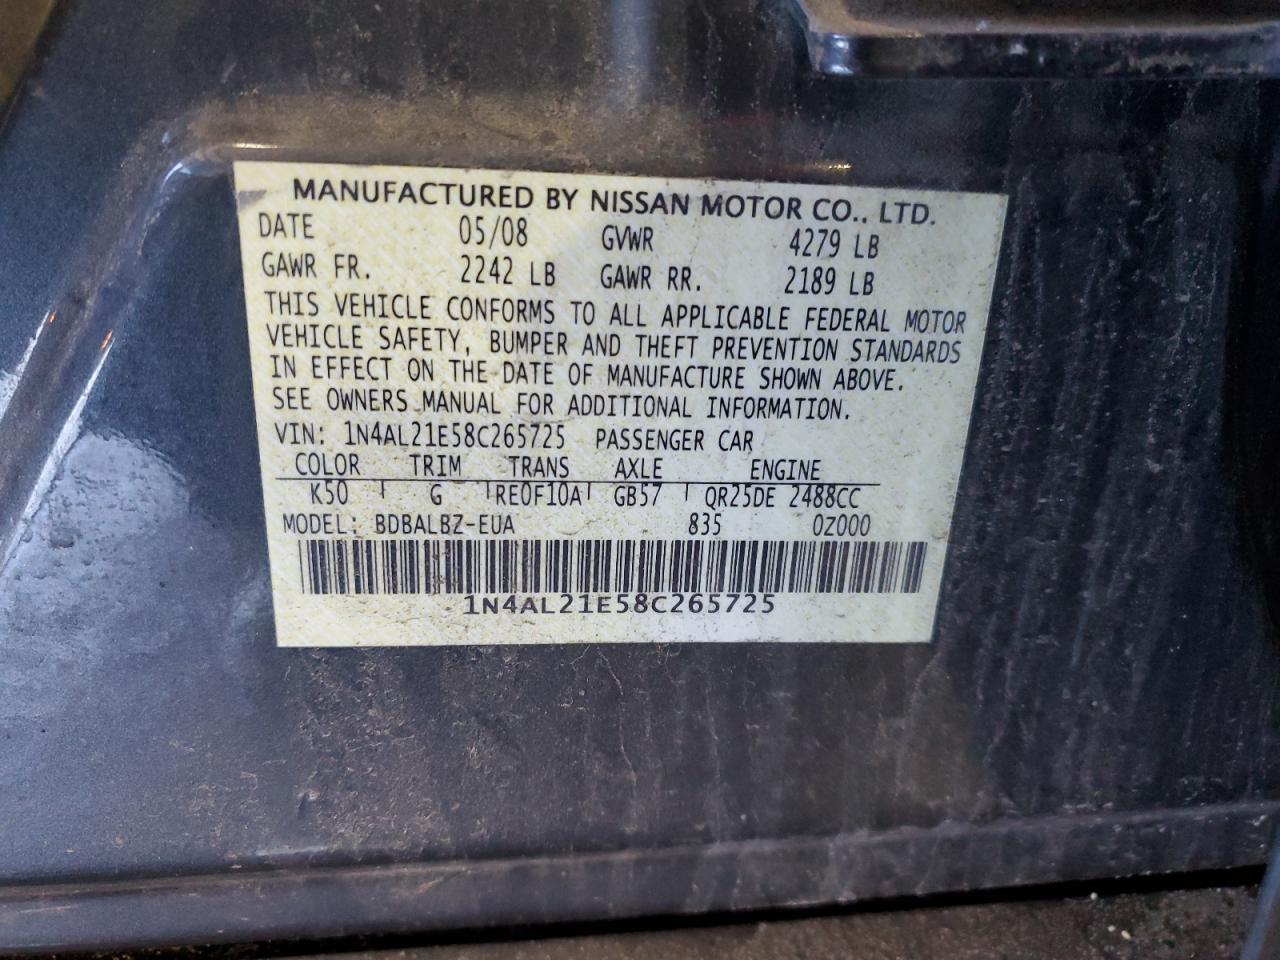 MANUFACTURED BY NISSAN MOTOR CO., LTD.
DATE 05/08 GVWR 4279 LB
GAWR FR. 2242 LB GAWR RR. 2189 LB
THIS VEHICLE CONFORMS TO ALL APPLICABLE FEDERAL MOTOR
VEHICLE SAFETY, BUMPER AND THEFT PREVENTION STANDARDS
IN EFFECT ON THE DATE OF MANUFACTURE SHOWN ABOVE.
SEE OWNERS MANUAL FOR ADDITIONAL INFORMATION.
VIN: 1N4AL21E58C265725 PASSENGER CAR
COLOR TRIM TRANS AXLE ENGINE
K50 G RE0F10A GB57 QR25DE 2488CC
MODEL: BDBALBZ-EUA 835 0Z000
1N4AL21E58C265725